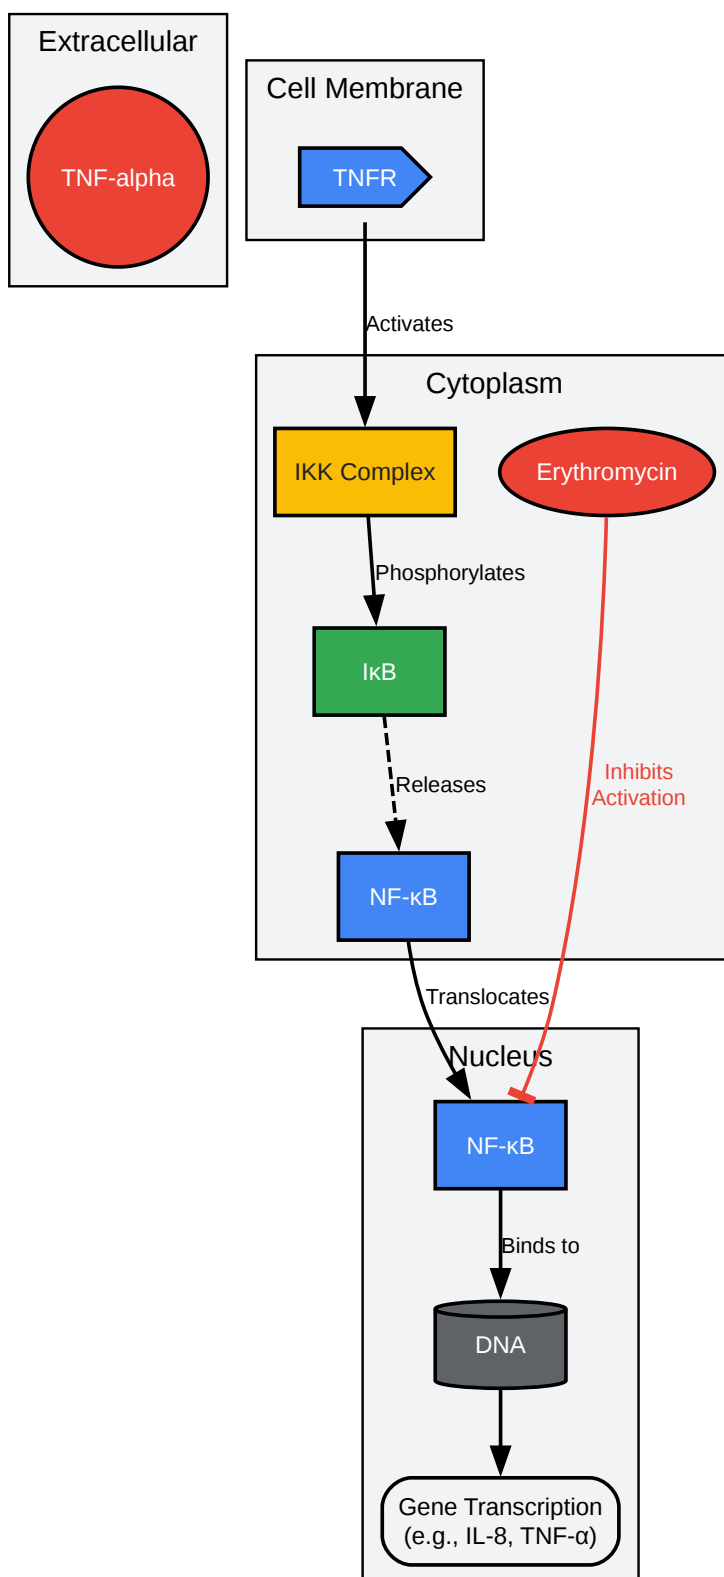 Extracellular
TNF-alpha
Cell Membrane
TNFR
Activates
Cytoplasm
IKK Complex
Erythromycin
Phosphorylates
IκB
Inhibits
Activation
Releases
NF-κB
Translocates
Nucleus
NF-κB
Binds to
DNA
Gene Transcription
(e.g., IL-8, TNF-α)